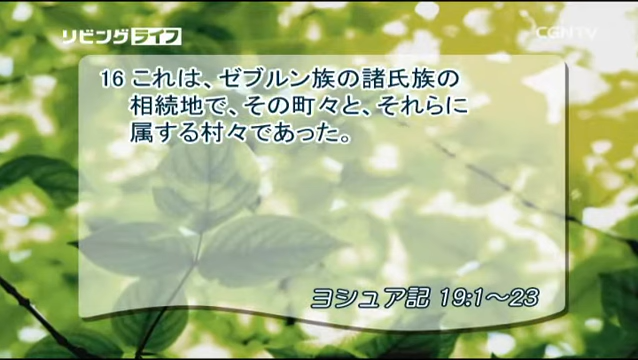 リビングライフ
CGNTV
16 これは、ゼブルン族の諸氏族の
相続地で、その町々と、それらに
属する村々であった。
ヨシュア記 19:1〜23